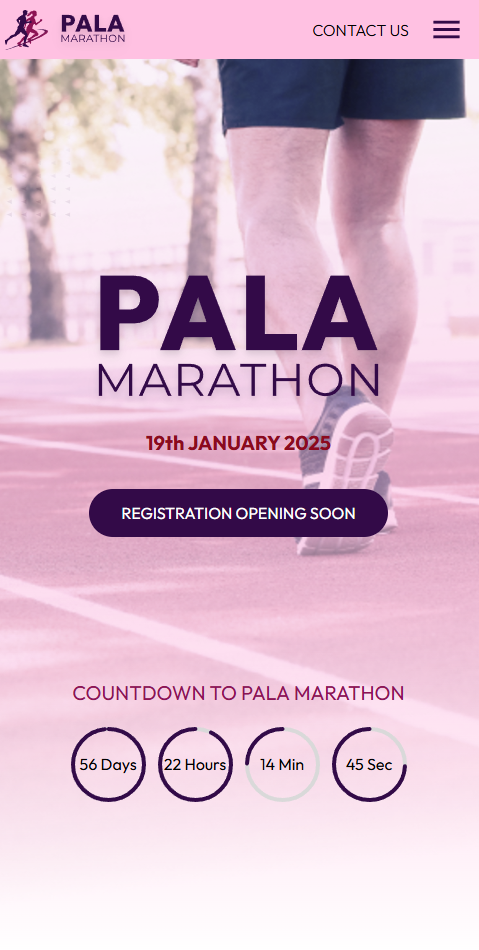 PALA
MARATHON
CONTACT US
PALA
MARATHON
19th JANUARY 2025
REGISTRATION OPENING SOON
COUNTDOWN TO PALA MARATHON
56 Days
22 Hours
14 Min
45 Sec